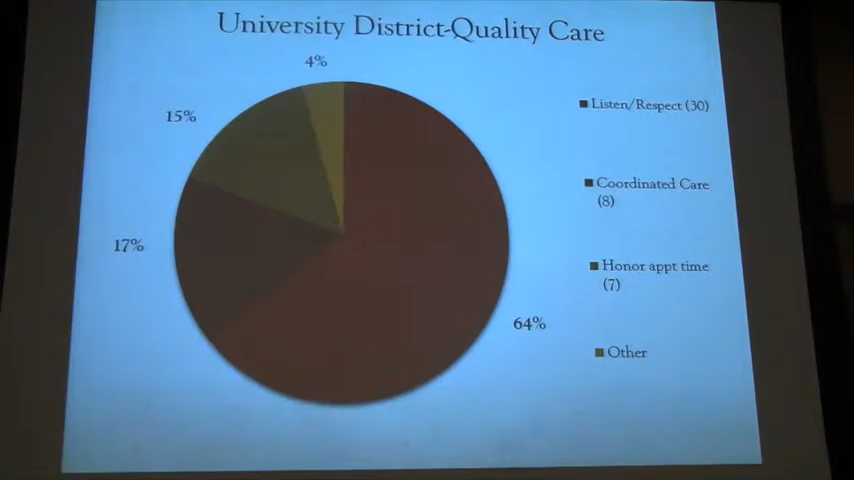 University District-Quality Care
4%
15%
17%
64%
Listen/Respect (30)
Coordinated Care
(8)
Honor appt time
(7)
Other